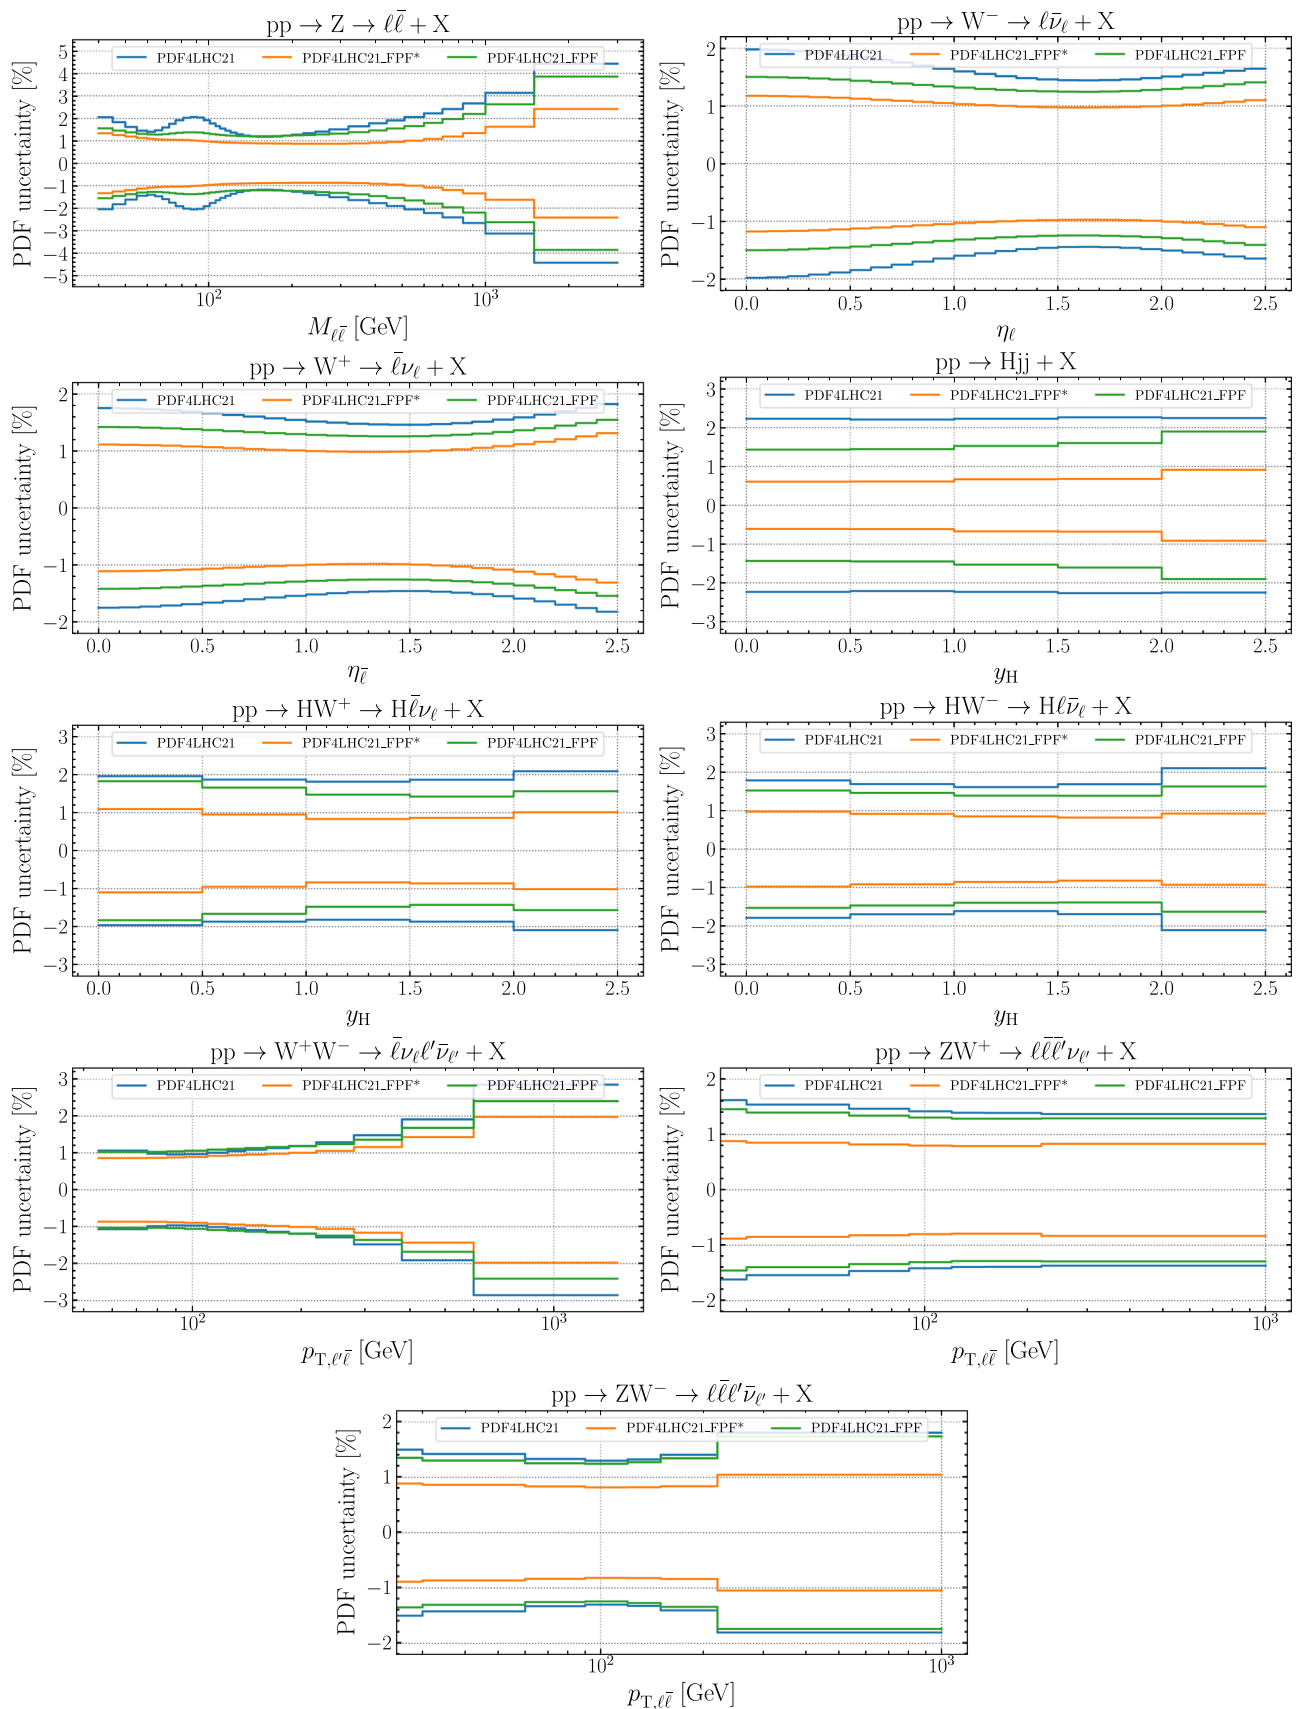 pp → Z → ℓℓ̄ + X
PDF uncertainty [%]
PDF4LHC21 PDF4LHC21_FPF* PDF4LHC21_FPF
5
4
3
2
1
0
−1
−2
−3
−4
−5
10² 10³
M_ℓℓ̄ [GeV]
pp → W⁻ → ℓν̄_ℓ + X
PDF uncertainty [%]
PDF4LHC21 PDF4LHC21_FPF* PDF4LHC21_FPF
2
1
0
−1
−2
0.0 0.5 1.0 1.5 2.0 2.5
η_ℓ
pp → W⁺ → ℓ̄ν_ℓ + X
PDF uncertainty [%]
PDF4LHC21 PDF4LHC21_FPF* PDF4LHC21_FPF
2
1
0
−1
−2
0.0 0.5 1.0 1.5 2.0 2.5
η_ℓ̄
pp → Hjj + X
PDF uncertainty [%]
PDF4LHC21 PDF4LHC21_FPF* PDF4LHC21_FPF
3
2
1
0
−1
−2
−3
0.0 0.5 1.0 1.5 2.0 2.5
y_H
pp → HW⁺ → Hℓ̄ν_ℓ + X
PDF uncertainty [%]
PDF4LHC21 PDF4LHC21_FPF* PDF4LHC21_FPF
3
2
1
0
−1
−2
−3
0.0 0.5 1.0 1.5 2.0 2.5
y_H
pp → HW⁻ → Hℓν̄_ℓ + X
PDF uncertainty [%]
PDF4LHC21 PDF4LHC21_FPF* PDF4LHC21_FPF
3
2
1
0
−1
−2
−3
0.0 0.5 1.0 1.5 2.0 2.5
y_H
pp → W⁺W⁻ → ℓ̄ν_ℓℓ′ν̄_ℓ′ + X
PDF uncertainty [%]
PDF4LHC21 PDF4LHC21_FPF* PDF4LHC21_FPF
3
2
1
0
−1
−2
−3
10² 10³
p_T,ℓ′ℓ̄ [GeV]
pp → ZW⁺ → ℓℓ̄ℓ̄′ν_ℓ′ + X
PDF uncertainty [%]
PDF4LHC21 PDF4LHC21_FPF* PDF4LHC21_FPF
2
1
0
−1
−2
10² 10³
p_T,ℓℓ̄ [GeV]
pp → ZW⁻ → ℓℓ̄ℓ′ν̄_ℓ′ + X
PDF uncertainty [%]
PDF4LHC21 PDF4LHC21_FPF* PDF4LHC21_FPF
2
1
0
−1
−2
10² 10³
p_T,ℓℓ̄ [GeV]